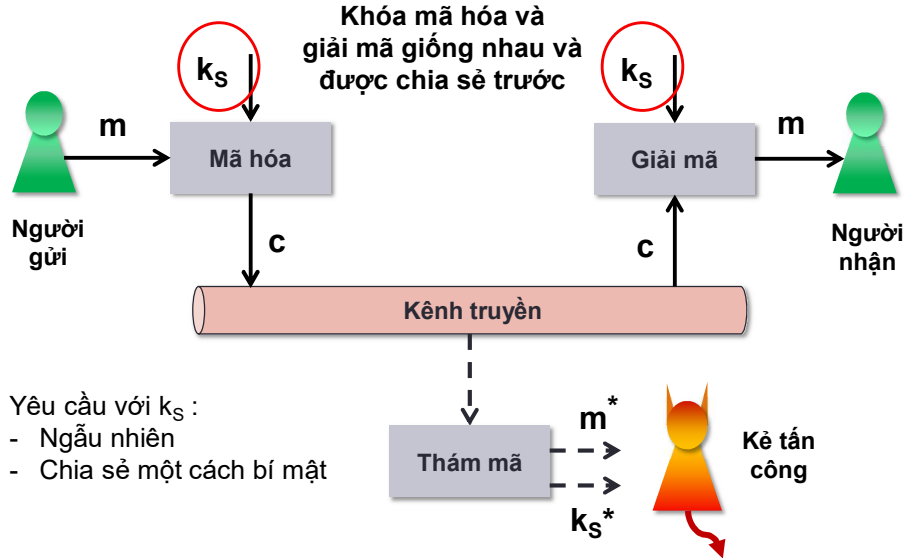 Khóa mã hóa và
giải mã giống nhau và
được chia sẻ trước
kS
kS
m
Mã hóa
Giải mã
m
Người
gửi
c
c
Người
nhận
Kênh truyền
Yêu cầu với kS :
- Ngẫu nhiên
- Chia sẻ một cách bí mật
Thám mã
m*
kS*
Kẻ tấn
công